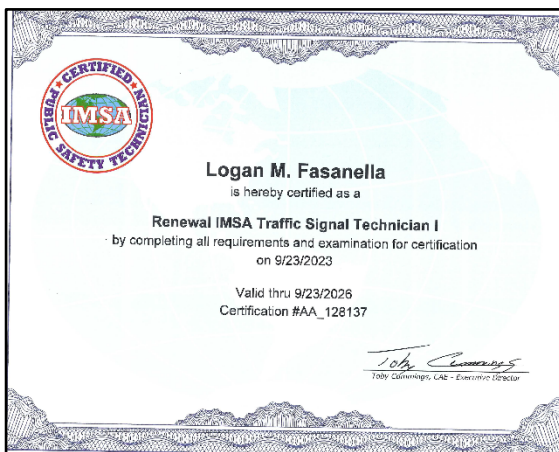 CERTIFIED
IMSA
PUBLIC SAFETY TECHNICIAN
Logan M. Fasanella
is hereby certified as a
Renewal IMSA Traffic Signal Technician I
by completing all requirements and examination for certification
on 9/23/2023
Valid thru 9/23/2026
Certification #AA_128137
Toby Cummings
Toby Cummings, CAE - Executive Director